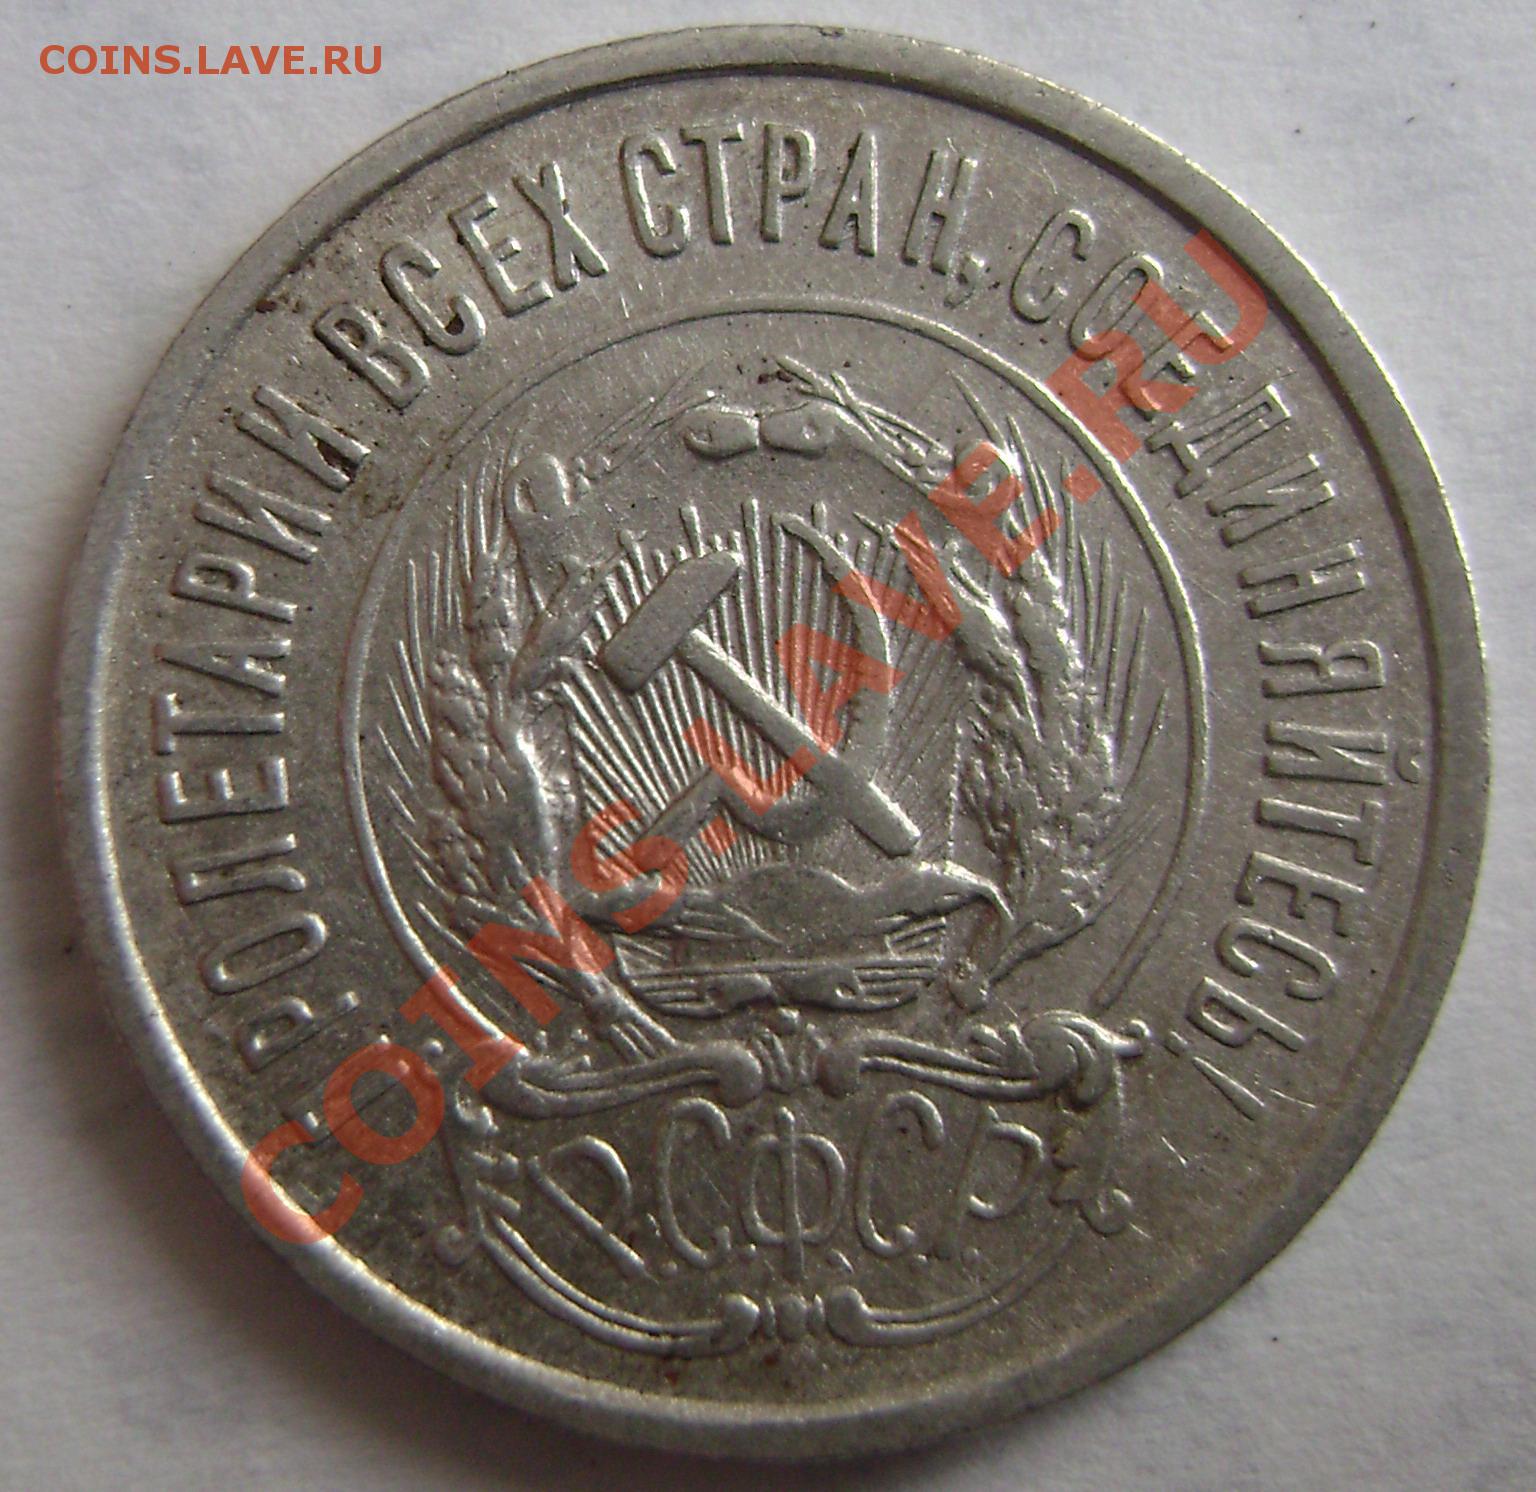 COINS.LAVE.RU
ПРОЛЕТАРИИ ВСЕХ СТРАН, СОЕДИНЯЙТЕСЬ!
COINS.LAVE.RU
Р.С.Ф.С.Р.